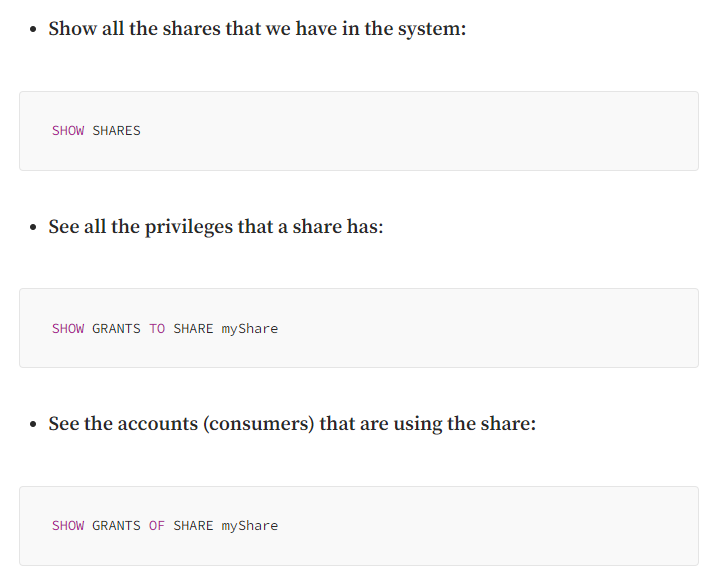 • Show all the shares that we have in the system:
SHOW SHARES
• See all the privileges that a share has:
SHOW GRANTS TO SHARE myShare
• See the accounts (consumers) that are using the share:
SHOW GRANTS OF SHARE myShare